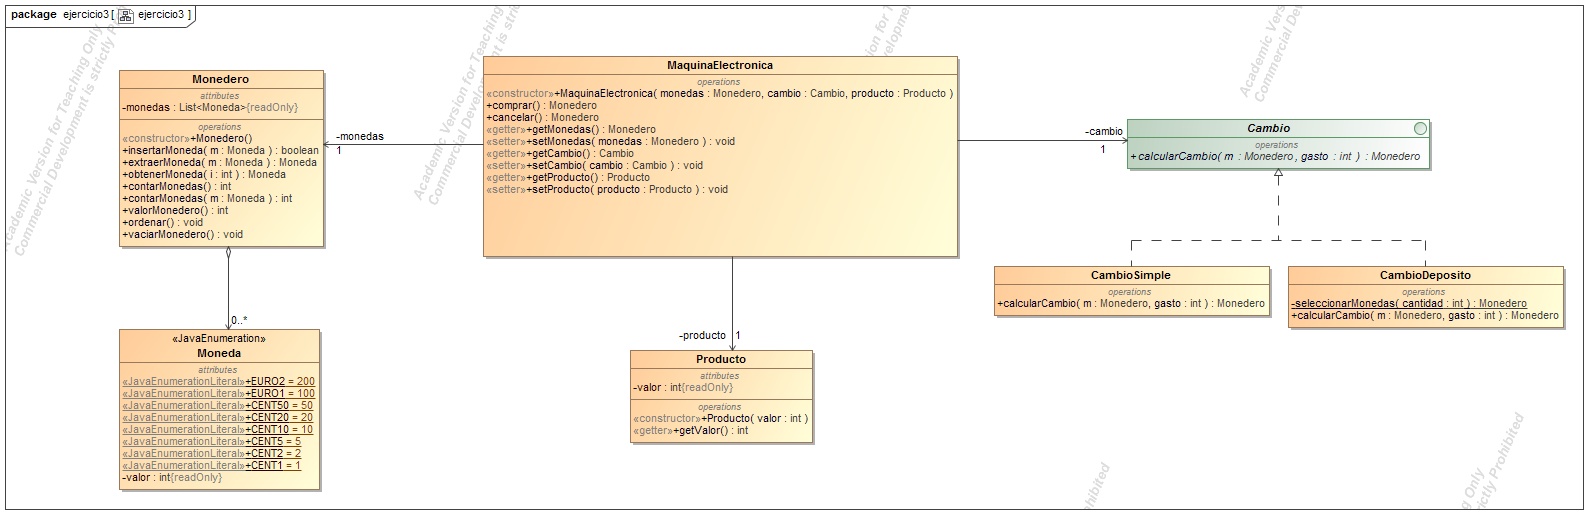 package ejercicio3 [ ejercicio3 ]
Academic Version for Teaching Only
Commercial Development is strictly Prohibited
Monedero
attributes
-monedas : List<Moneda>{readOnly}
operations
«constructor»+Monedero()
+insertarMoneda( m : Moneda ) : boolean
+extraerMoneda( m : Moneda ) : Moneda
+obtenerMoneda( i : int ) : Moneda
+contarMonedas() : int
+contarMonedas( m : Moneda ) : int
+valorMonedero() : int
+ordenar() : void
+vaciarMonedero() : void
-monedas
1
MaquinaElectronica
operations
«constructor»+MaquinaElectronica( monedas : Monedero, cambio : Cambio, producto : Producto )
+comprar() : Monedero
+cancelar() : Monedero
«getter»+getMonedas() : Monedero
«setter»+setMonedas( monedas : Monedero ) : void
«getter»+getCambio() : Cambio
«setter»+setCambio( cambio : Cambio ) : void
«getter»+getProducto() : Producto
«setter»+setProducto( producto : Producto ) : void
-cambio
1
Cambio
operations
+calcularCambio( m : Monedero, gasto : int ) : Monedero
CambioSimple
operations
+calcularCambio( m : Monedero, gasto : int ) : Monedero
CambioDeposito
operations
-seleccionarMonedas( cantidad : int ) : Monedero
+calcularCambio( m : Monedero, gasto : int ) : Monedero
0..*
«JavaEnumeration»
Moneda
attributes
«JavaEnumerationLiteral»+EURO2 = 200
«JavaEnumerationLiteral»+EURO1 = 100
«JavaEnumerationLiteral»+CENT50 = 50
«JavaEnumerationLiteral»+CENT20 = 20
«JavaEnumerationLiteral»+CENT10 = 10
«JavaEnumerationLiteral»+CENT5 = 5
«JavaEnumerationLiteral»+CENT2 = 2
«JavaEnumerationLiteral»+CENT1 = 1
-valor : int{readOnly}
-producto
1
Producto
attributes
-valor : int{readOnly}
operations
«constructor»+Producto( valor : int )
«getter»+getValor() : int